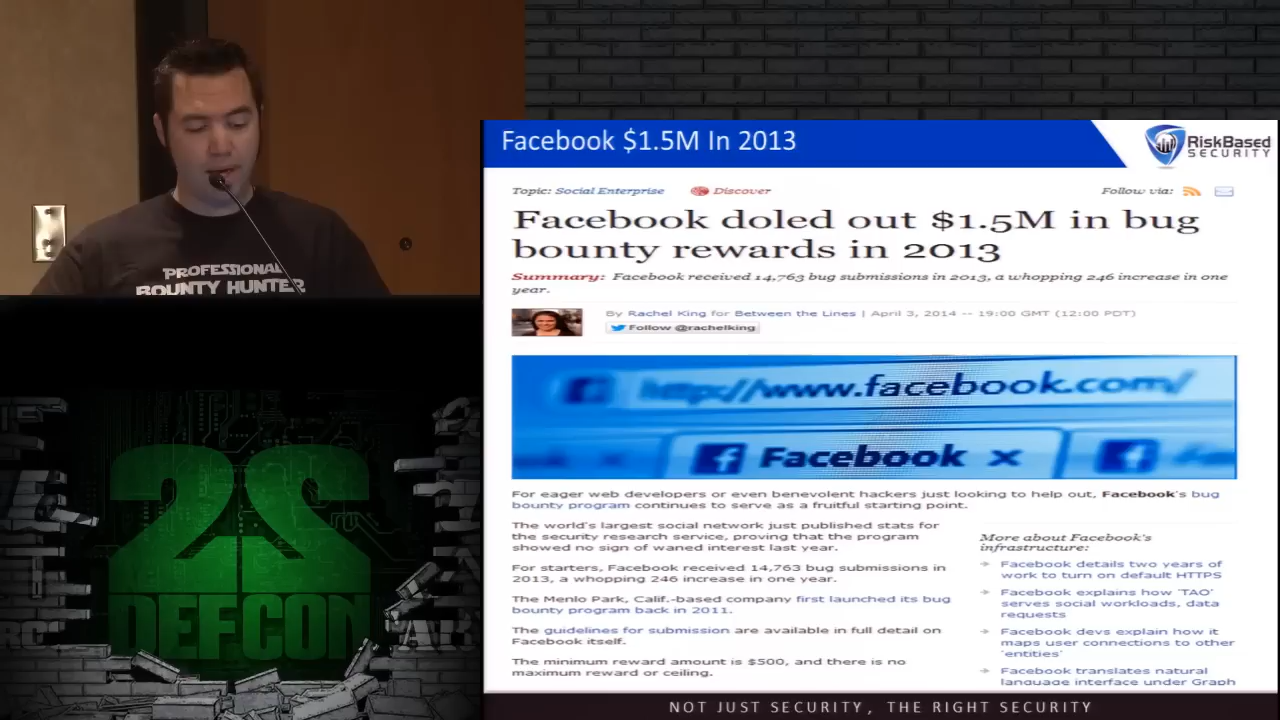 PROFESSIONAL
BOUNTY HUNTER
22
DEFCON
Facebook $1.5M In 2013
RiskBased
SECURITY
Topic: Social Enterprise Discover Follow via:
Facebook doled out $1.5M in bug
bounty rewards in 2013
Summary: Facebook received 14,763 bug submissions in 2013, a whopping 246 increase in one
year.
By Rachel King for Between the Lines | April 3, 2014 -- 19:00 GMT (12:00 PDT)
Follow @rachelking
http://www.facebook.com/
Facebook ×
For eager web developers or even benevolent hackers just looking to help out, Facebook's bug
bounty program continues to serve as a fruitful starting point.
The world's largest social network just published stats for
the security research service, proving that the program
showed no sign of waned interest last year.
For starters, Facebook received 14,763 bug submissions in
2013, a whopping 246 increase in one year.
The Menlo Park, Calif.-based company first launched its bug
bounty program back in 2011.
The guidelines for submission are available in full detail on
Facebook itself.
The minimum reward amount is $500, and there is no
maximum reward or ceiling.
More about Facebook's
infrastructure:
Facebook details two years of
work to turn on default HTTPS
Facebook explains how 'TAO'
serves social workloads, data
requests
Facebook devs explain how it
maps user connections to other
'entities'
Facebook translates natural
language interface under Graph
NOT JUST SECURITY, THE RIGHT SECURITY